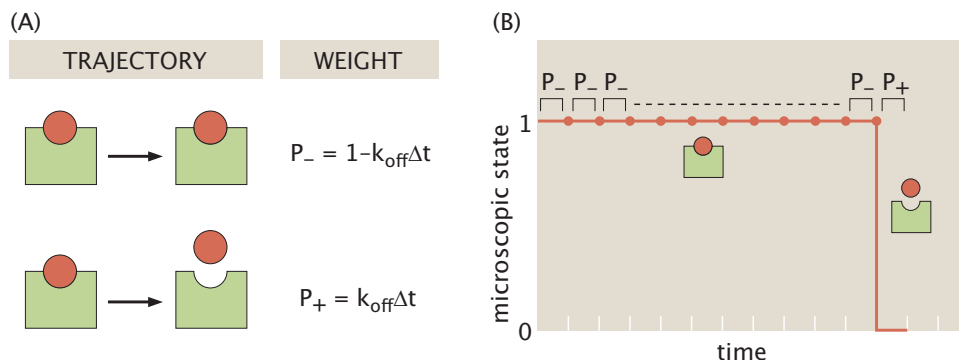 (A)
TRAJECTORY WEIGHT
P₋ = 1–k_offΔt
P₊ = k_offΔt
(B)
P₋ P₋ P₋ P₋ P₊
1
microscopic state
0
time